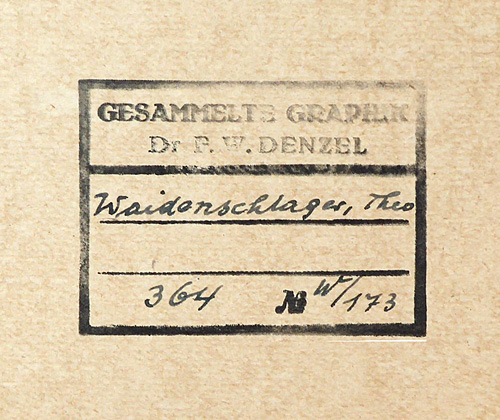 GESAMMELTE GRAPHIK
Dr F. W. DENZEL
Waidenschlager, Theo
364 № W/173